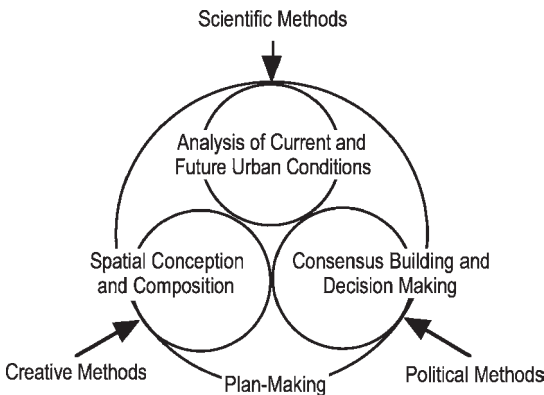 Scientific Methods
Analysis of Current and
Future Urban Conditions
Spatial Conception
and Composition
Consensus Building and
Decision Making
Creative Methods
Plan-Making
Political Methods